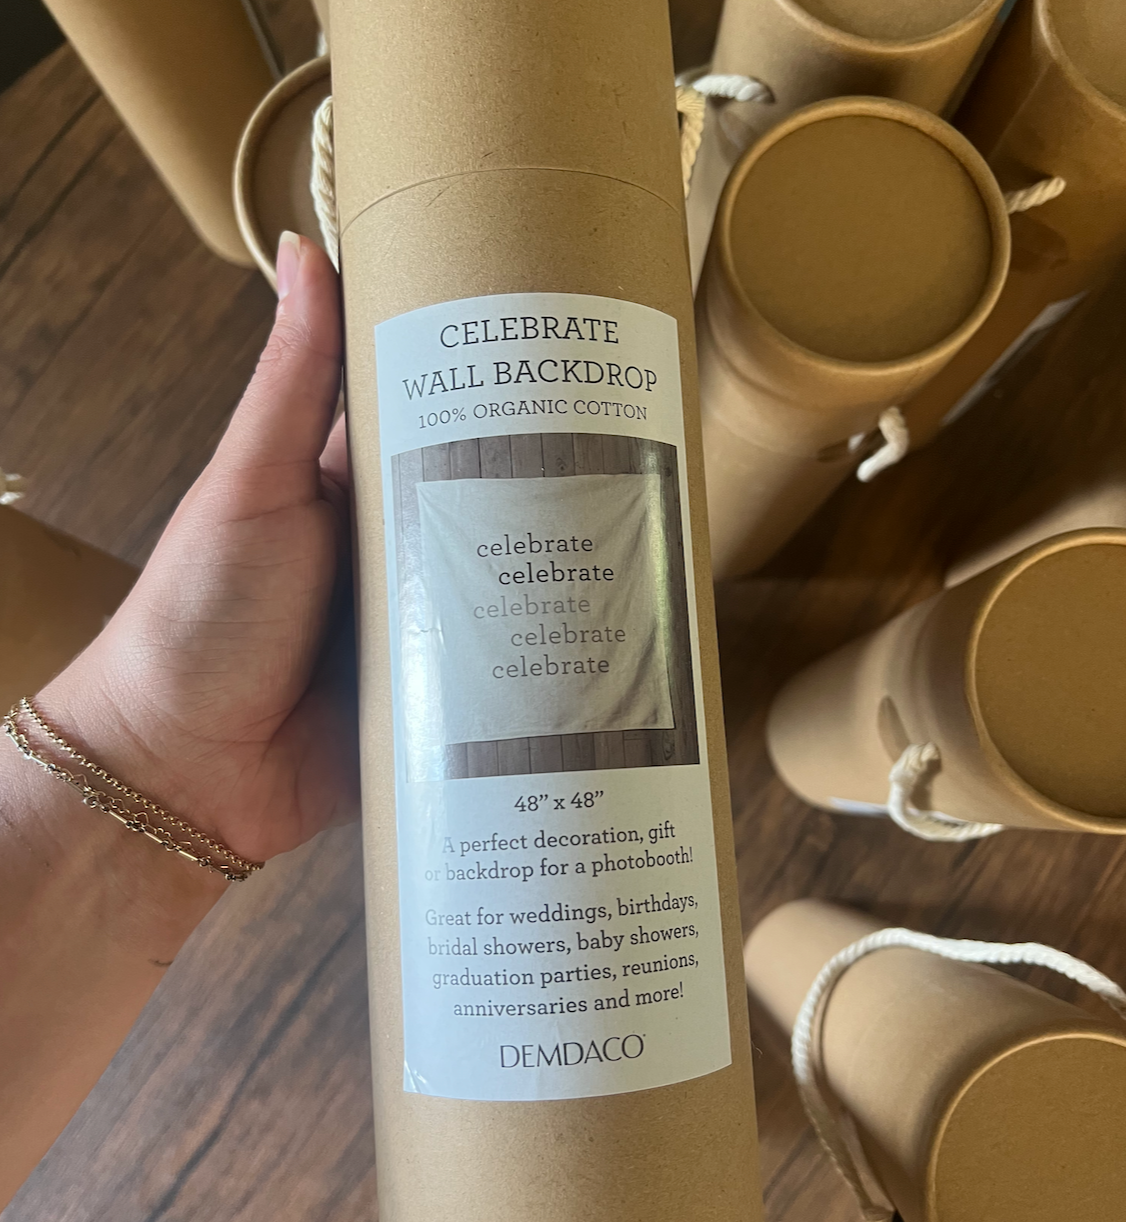 CELEBRATE
WALL BACKDROP
100% ORGANIC COTTON
celebrate
celebrate
celebrate
celebrate
celebrate
48” x 48”
A perfect decoration, gift
or backdrop for a photobooth!
Great for weddings, birthdays,
bridal showers, baby showers,
graduation parties, reunions,
anniversaries and more!
DEMDACO